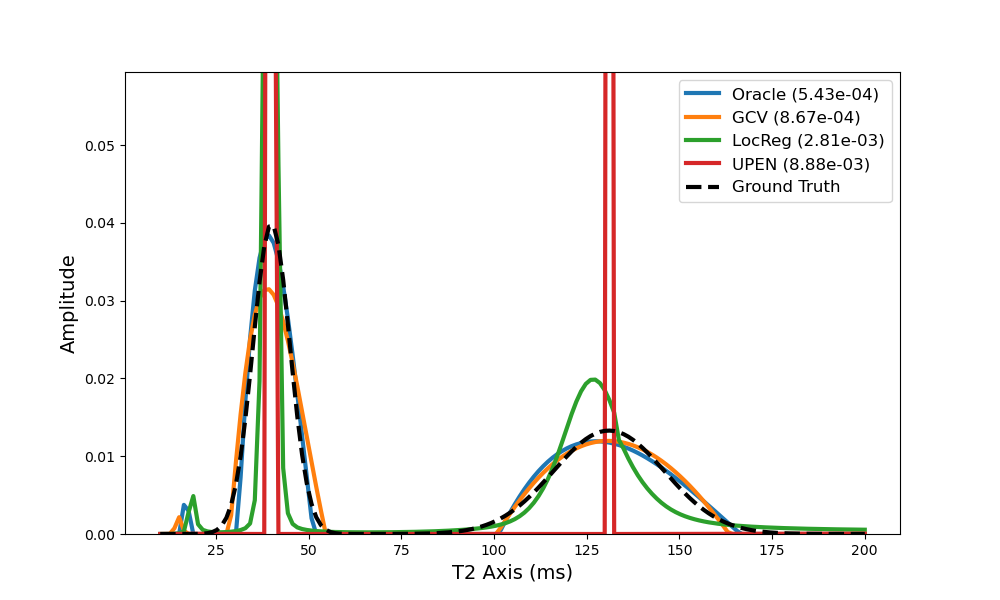 Oracle (5.43e-04)
GCV (8.67e-04)
LocReg (2.81e-03)
UPEN (8.88e-03)
Ground Truth
Amplitude
0.05
0.04
0.03
0.02
0.01
0.00
25 50 75 100 125 150 175 200
T2 Axis (ms)